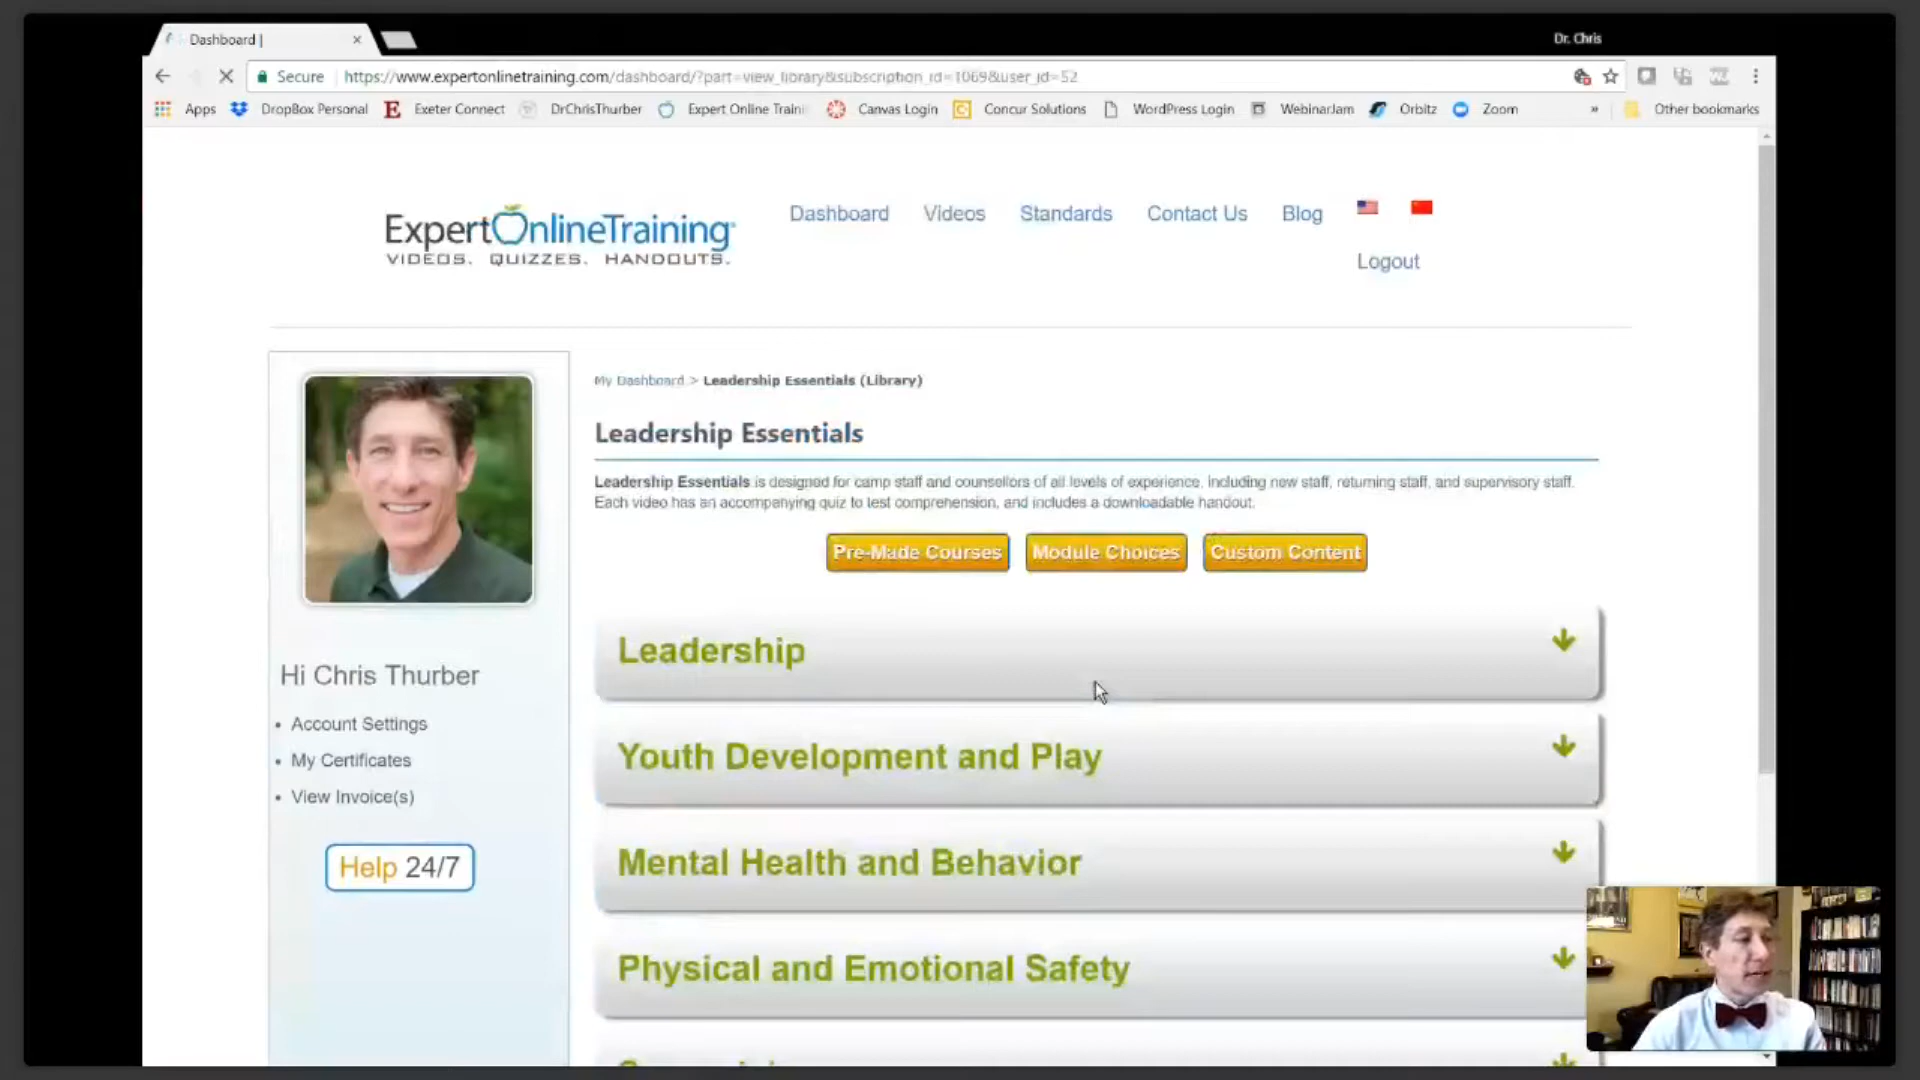 Dashboard |
Dr. Chris
Secure
https://www.expertonlinetraining.com/dashboard/?part=view_library&subscription_id=1069&user_id=52
Apps DropBox Personal Exeter Connect DrChrisThurber Expert Online Traini Canvas Login Concur Solutions WordPress Login WebinarJam Orbitz Zoom » Other bookmarks
ExpertOnlineTraining
VIDEOS. QUIZZES. HANDOUTS.
Dashboard Videos Standards Contact Us Blog
Logout
My Dashboard > Leadership Essentials (Library)
Leadership Essentials
Leadership Essentials is designed for camp staff and counsellors of all levels of experience, including new staff, returning staff, and supervisory staff.
Each video has an accompanying quiz to test comprehension, and includes a downloadable handout.
Pre-Made Courses Module Choices Custom Content
Leadership
Youth Development and Play
Mental Health and Behavior
Physical and Emotional Safety
Hi Chris Thurber
• Account Settings
• My Certificates
• View Invoice(s)
Help 24/7